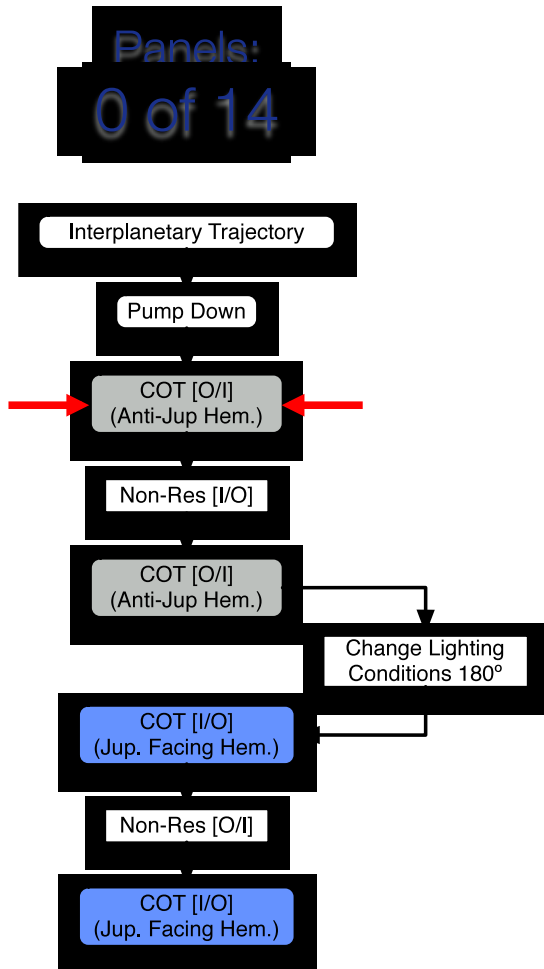 Panels:
0 of 14
Interplanetary Trajectory
Pump Down
COT [O/I]
(Anti-Jup Hem.)
Non-Res [I/O]
COT [O/I]
(Anti-Jup Hem.)
Change Lighting
Conditions 180º
COT [I/O]
(Jup. Facing Hem.)
Non-Res [O/I]
COT [I/O]
(Jup. Facing Hem.)